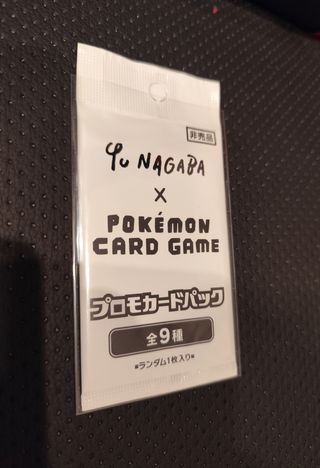 非売品
Yu NAGABA
X
POKÉMON
CARD GAME
プロモカードパック
全9種
■ランダム1枚入り■